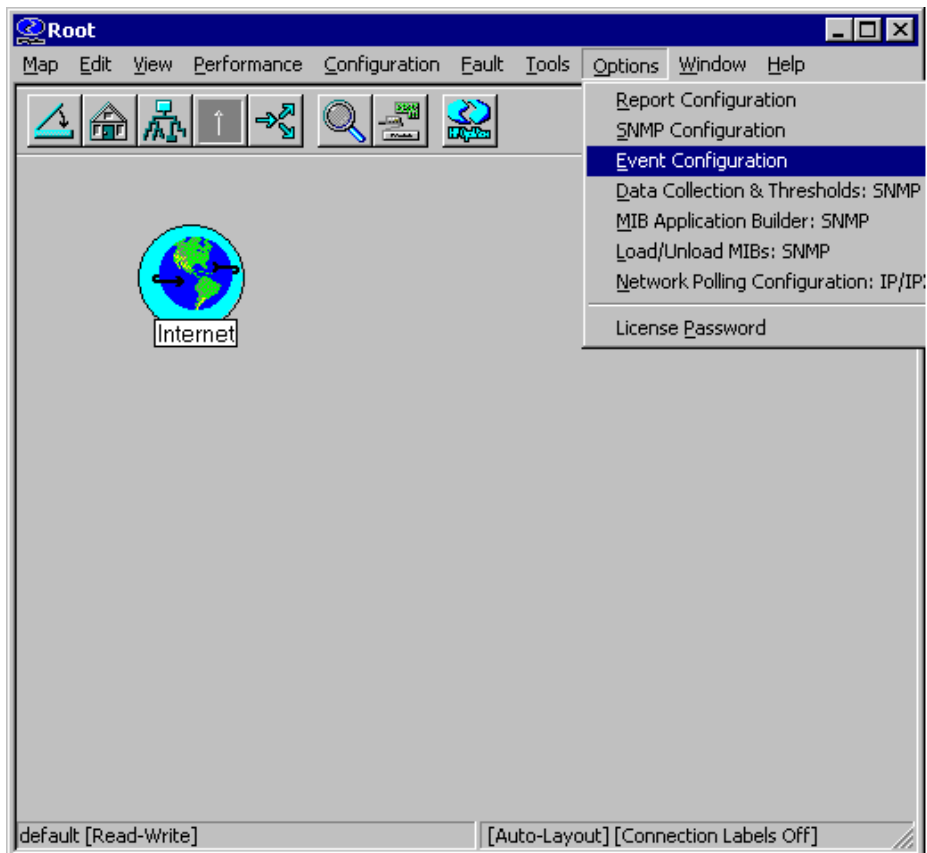 Root
Map Edit View Performance Configuration Fault Tools Options Window Help
Report Configuration
SNMP Configuration
Event Configuration
Data Collection & Thresholds: SNMP
MIB Application Builder: SNMP
Load/Unload MIBs: SNMP
Network Polling Configuration: IP/IP
License Password
Internet
default [Read-Write]
[Auto-Layout] [Connection Labels Off]